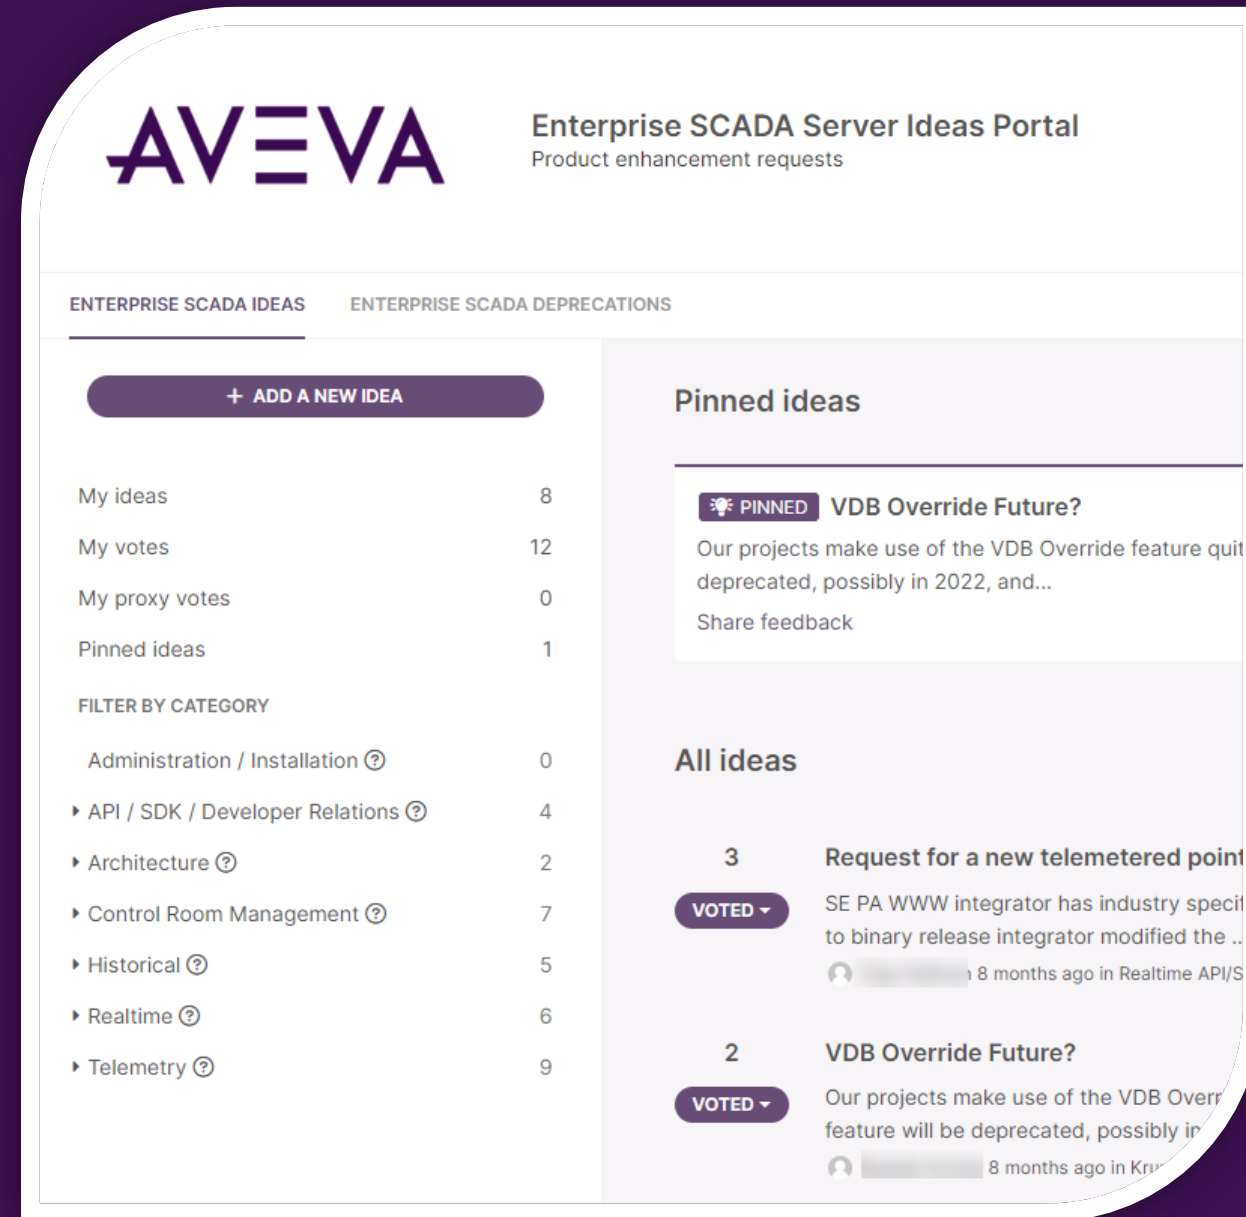 AVEVA
Enterprise SCADA Server Ideas Portal
Product enhancement requests
ENTERPRISE SCADA IDEAS
ENTERPRISE SCADA DEPRECATIONS
+ ADD A NEW IDEA
My ideas 8
My votes 12
My proxy votes 0
Pinned ideas 1
FILTER BY CATEGORY
Administration / Installation ? 0
API / SDK / Developer Relations ? 4
Architecture ? 2
Control Room Management ? 7
Historical ? 5
Realtime ? 6
Telemetry ? 9
Pinned ideas
PINNED VDB Override Future?
Our projects make use of the VDB Override feature quit
deprecated, possibly in 2022, and...
Share feedback
All ideas
3 Request for a new telemetered point
VOTED
SE PA WWW integrator has industry specif
to binary release integrator modified the ...
8 months ago in Realtime API/S
2 VDB Override Future?
VOTED
Our projects make use of the VDB Overr
feature will be deprecated, possibly in
8 months ago in